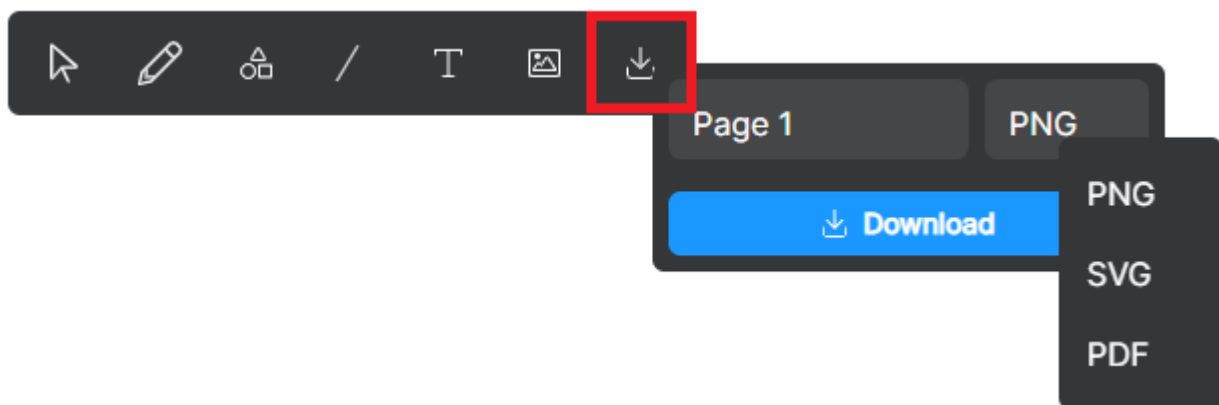 T
Page 1
PNG
Download
PNG
SVG
PDF